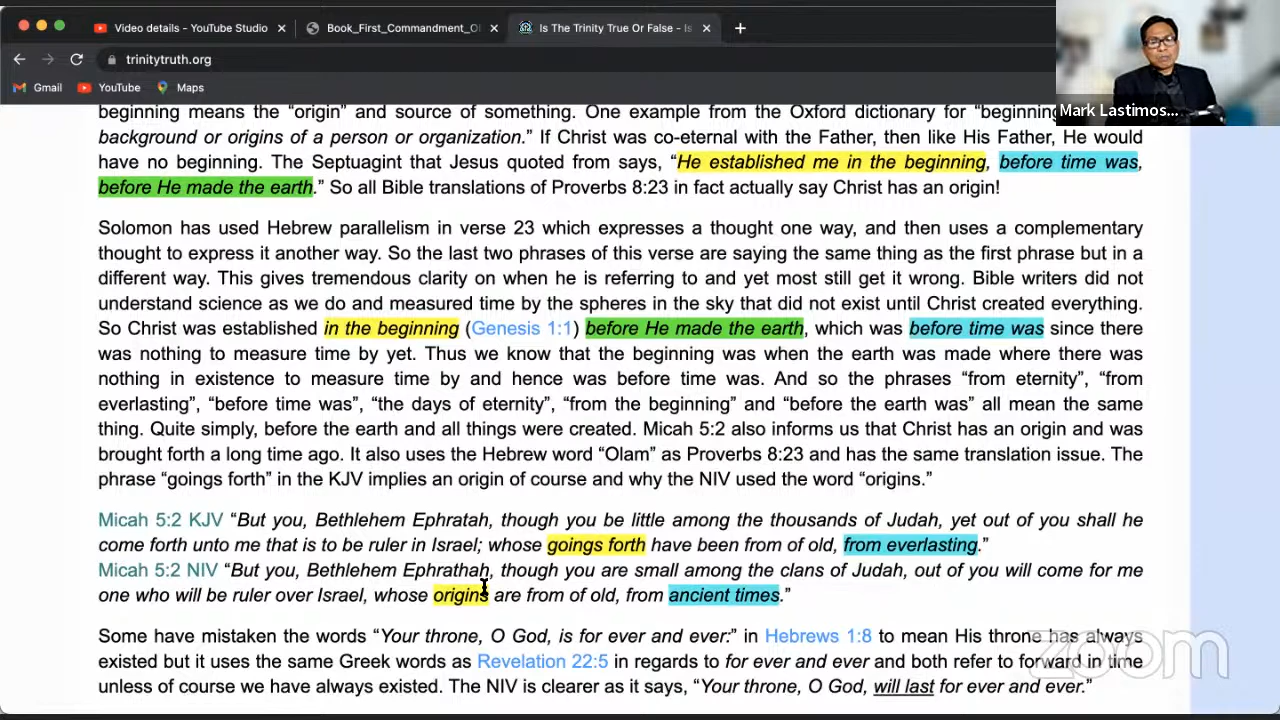 Video details - YouTube Studio
Book_First_Commandment_O
Is The Trinity True Or False - Is
trinitytruth.org
Gmail YouTube Maps
Mark Lastimos...
beginning means the “origin” and source of something. One example from the Oxford dictionary for “beginning
background or origins of a person or organization.” If Christ was co-eternal with the Father, then like His Father, He would
have no beginning. The Septuagint that Jesus quoted from says, “He established me in the beginning, before time was,
before He made the earth.” So all Bible translations of Proverbs 8:23 in fact actually say Christ has an origin!
Solomon has used Hebrew parallelism in verse 23 which expresses a thought one way, and then uses a complementary
thought to express it another way. So the last two phrases of this verse are saying the same thing as the first phrase but in a
different way. This gives tremendous clarity on when he is referring to and yet most still get it wrong. Bible writers did not
understand science as we do and measured time by the spheres in the sky that did not exist until Christ created everything.
So Christ was established in the beginning (Genesis 1:1) before He made the earth, which was before time was since there
was nothing to measure time by yet. Thus we know that the beginning was when the earth was made where there was
nothing in existence to measure time by and hence was before time was. And so the phrases “from eternity”, “from
everlasting”, “before time was”, “the days of eternity”, “from the beginning” and “before the earth was” all mean the same
thing. Quite simply, before the earth and all things were created. Micah 5:2 also informs us that Christ has an origin and was
brought forth a long time ago. It also uses the Hebrew word “Olam” as Proverbs 8:23 and has the same translation issue. The
phrase “goings forth” in the KJV implies an origin of course and why the NIV used the word “origins.”
Micah 5:2 KJV “But you, Bethlehem Ephratah, though you be little among the thousands of Judah, yet out of you shall he
come forth unto me that is to be ruler in Israel; whose goings forth have been from of old, from everlasting.”
Micah 5:2 NIV “But you, Bethlehem Ephrathah, though you are small among the clans of Judah, out of you will come for me
one who will be ruler over Israel, whose origins are from of old, from ancient times.”
Some have mistaken the words “Your throne, O God, is for ever and ever:” in Hebrews 1:8 to mean His throne has always
existed but it uses the same Greek words as Revelation 22:5 in regards to for ever and ever and both refer to forward in time
unless of course we have always existed. The NIV is clearer as it says, “Your throne, O God, will last for ever and ever.”
zoom